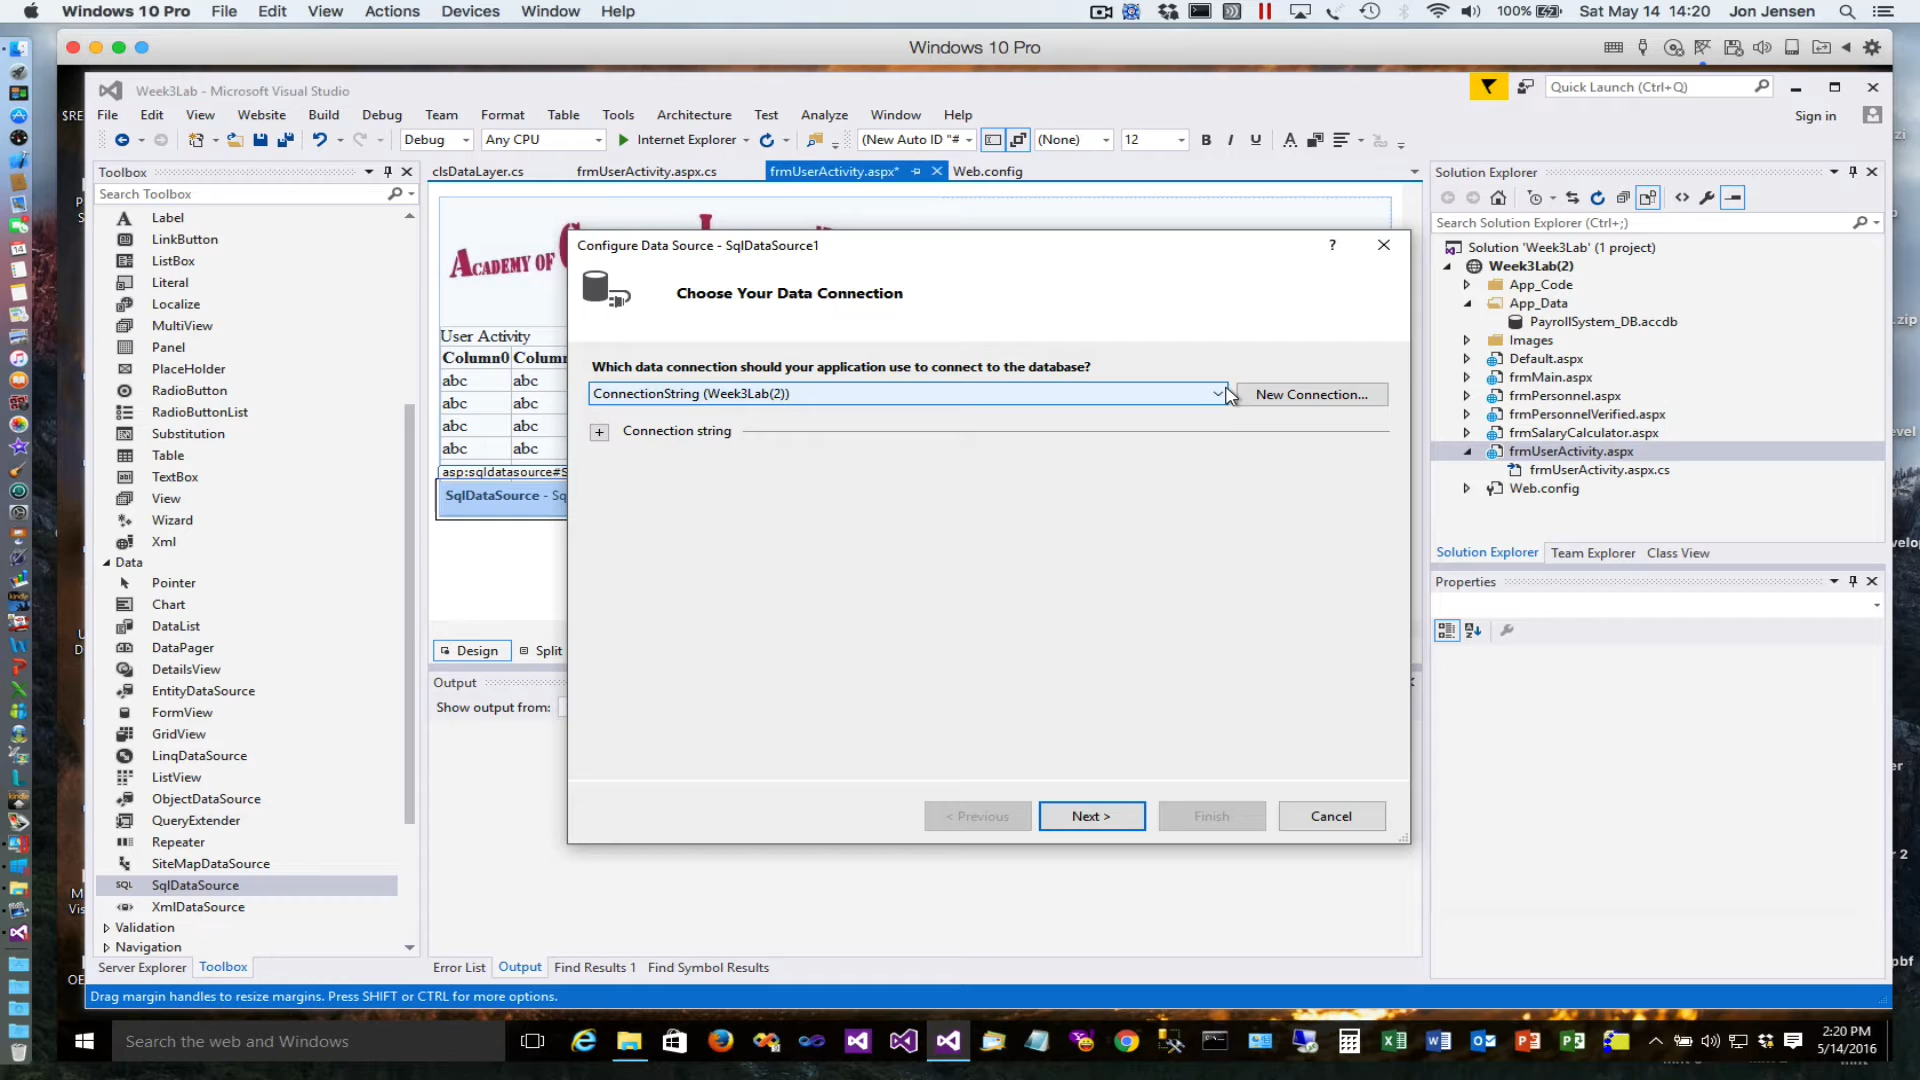 Windows 10 Pro File Edit View Actions Devices Window Help 100% Sat May 14 14:20 Jon Jensen
Windows 10 Pro
$RE
Week3Lab - Microsoft Visual Studio
Quick Launch (Ctrl+Q)
File Edit View Website Build Debug Team Format Table Tools Architecture Test Analyze Window Help
Sign in
Debug Any CPU Internet Explorer (New Auto ID "# (None) 12 B I U A
Toolbox
Search Toolbox
Label
LinkButton
ListBox
Literal
Localize
MultiView
Panel
PlaceHolder
RadioButton
RadioButtonList
Substitution
Table
TextBox
View
Wizard
Xml
Data
Pointer
Chart
DataList
DataPager
DetailsView
EntityDataSource
FormView
GridView
LinqDataSource
ListView
ObjectDataSource
QueryExtender
Repeater
SiteMapDataSource
SQL SqlDataSource
XmlDataSource
Validation
Navigation
Server Explorer Toolbox
clsDataLayer.cs frmUserActivity.aspx.cs frmUserActivity.aspx* Web.config
ACADEMY OF
User Activity
Column0 Column
abc abc
abc abc
abc abc
abc abc
asp:sqldatasource#S
SqlDataSource - Sq
Design Split
Output
Show output from:
Error List Output Find Results 1 Find Symbol Results
Configure Data Source - SqlDataSource1
? 
Choose Your Data Connection
Which data connection should your application use to connect to the database?
ConnectionString (Week3Lab(2))
New Connection...
+ Connection string
< Previous Next > Finish Cancel
Solution Explorer
Search Solution Explorer (Ctrl+;)
Solution 'Week3Lab' (1 project)
Week3Lab(2)
App_Code
App_Data
PayrollSystem_DB.accdb
Images
Default.aspx
frmMain.aspx
frmPersonnel.aspx
frmPersonnelVerified.aspx
frmSalaryCalculator.aspx
frmUserActivity.aspx
frmUserActivity.aspx.cs
Web.config
Solution Explorer Team Explorer Class View
Properties
Drag margin handles to resize margins. Press SHIFT or CTRL for more options.
Search the web and Windows
2:20 PM
5/14/2016